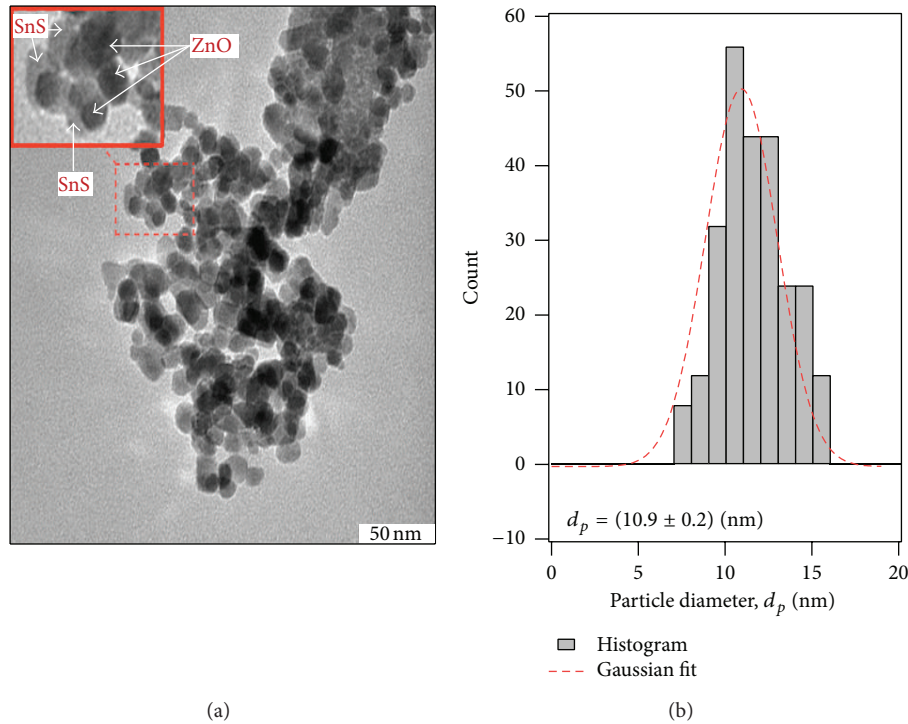 SnS
ZnO
SnS
50 nm
(a)
60
50
40
30
20
10
0
−10
Count
d_p = (10.9 ± 0.2) (nm)
0 5 10 15 20
Particle diameter, d_p (nm)
Histogram
Gaussian fit
(b)